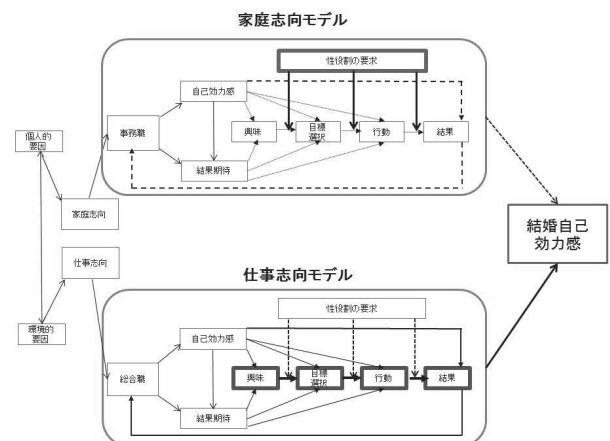 家庭志向モデル
性役割の要求
自己効力感
事務職
興味
目標
選択
行動
結果
結果期待
個人的
要因
家庭志向
結婚自己
効力感
仕事志向
環境的
要因
仕事志向モデル
性役割の要求
自己効力感
総合職
興味
目標
選択
行動
結果
結果期待